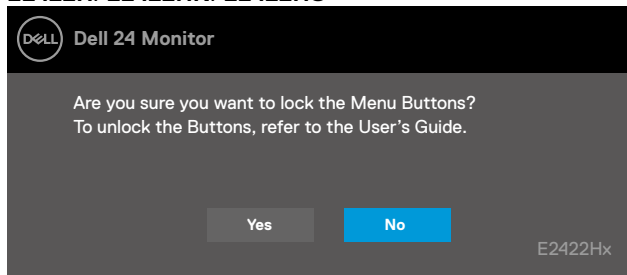 DELL Dell 24 Monitor
Are you sure you want to lock the Menu Buttons?
To unlock the Buttons, refer to the User's Guide.
Yes No
E2422Hx